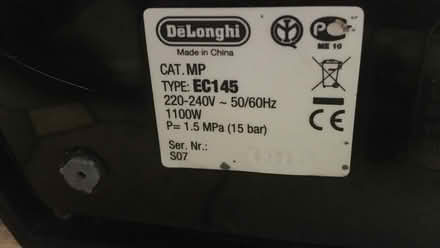 DeLonghi
Made in China
CAT. MP
TYPE: EC145
220-240V ~ 50/60Hz
1100W
P= 1.5 MPa (15 bar)
Ser. Nr.:
S07
ME 10
CE